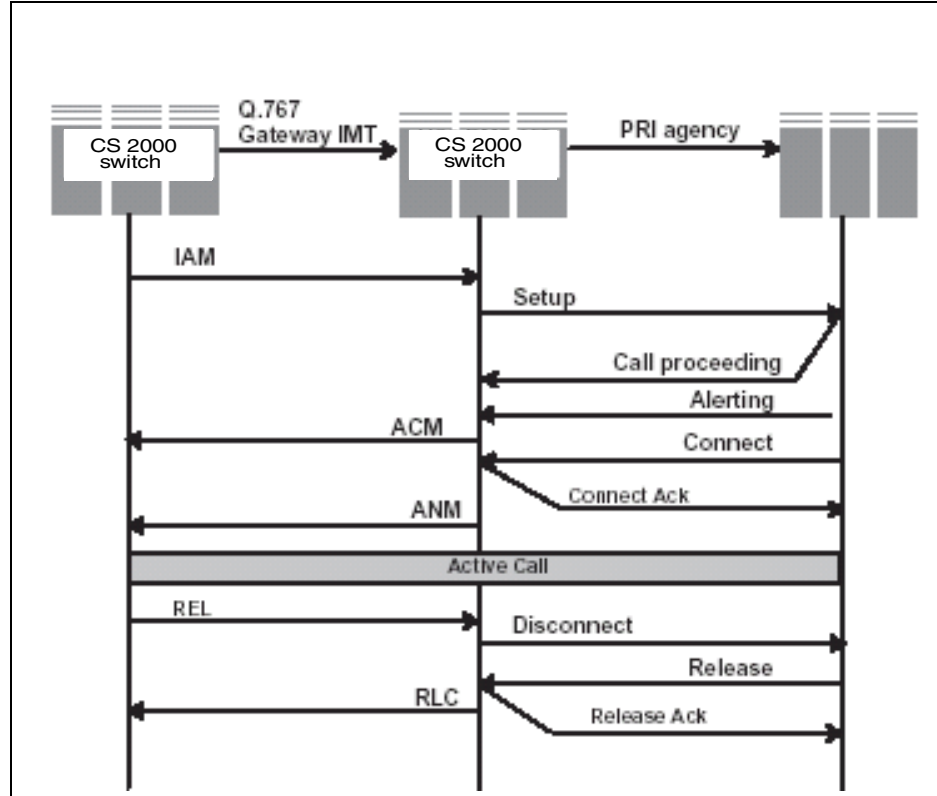 Q.767
Gateway IMT
PRI agency
CS 2000
switch
CS 2000
switch
IAM
Setup
Call proceeding
Alerting
ACM
Connect
Connect Ack
ANM
Active Call
REL
Disconnect
Release
RLC
Release Ack